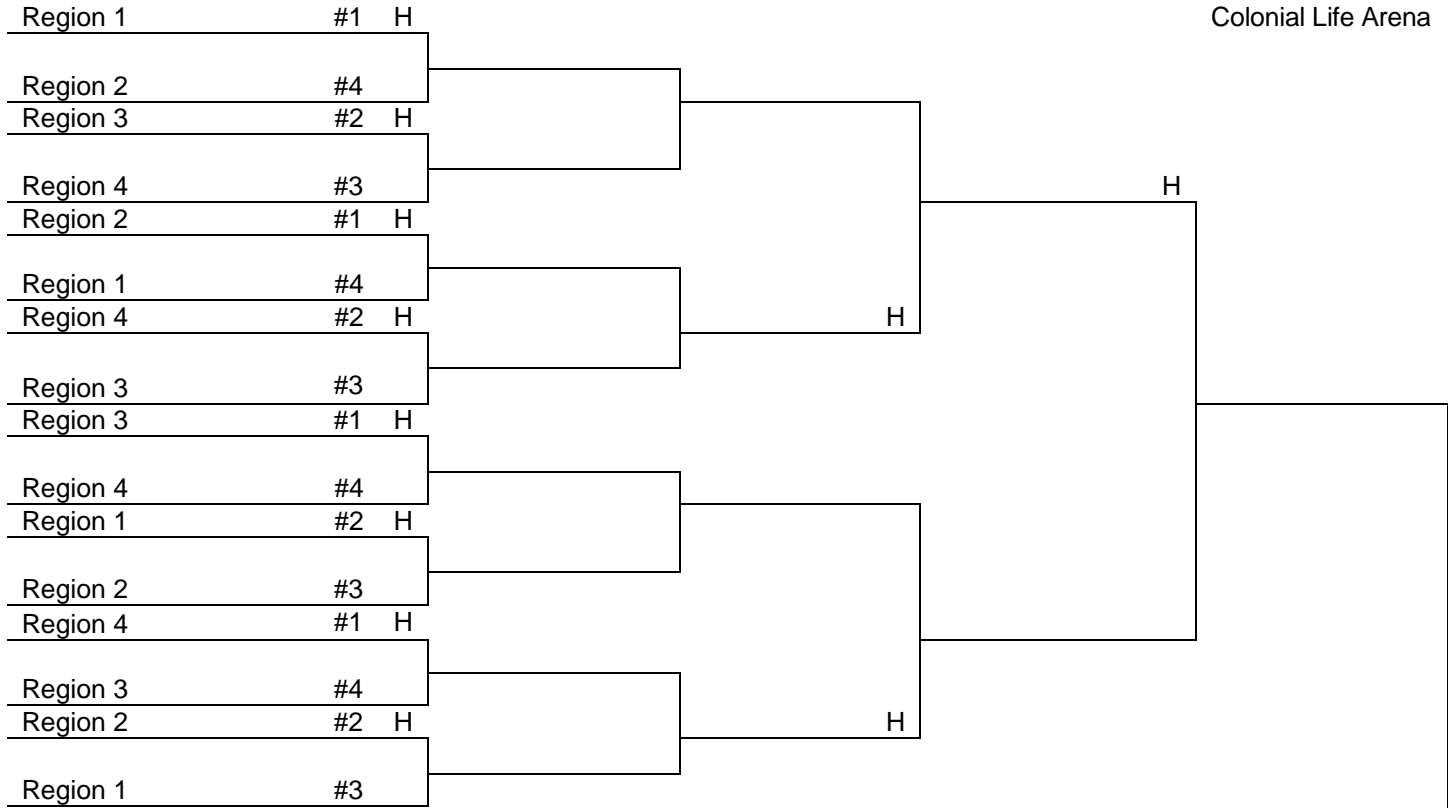 Region 1 #1 H
Colonial Life Arena
Region 2 #4
Region 3 #2 H
Region 4 #3
H
Region 2 #1 H
Region 1 #4
Region 4 #2 H
H
Region 3 #3
Region 3 #1 H
Region 4 #4
Region 1 #2 H
Region 2 #3
Region 4 #1 H
Region 3 #4
Region 2 #2 H
H
Region 1 #3